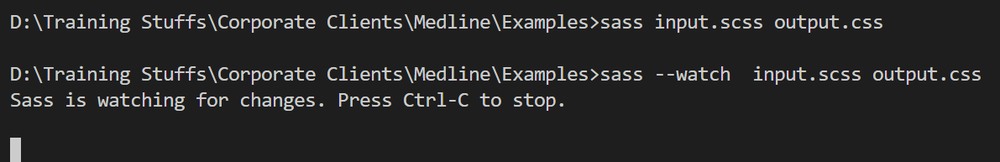 D:\Training Stuffs\Corporate Clients\Medline\Examples>sass input.scss output.css
D:\Training Stuffs\Corporate Clients\Medline\Examples>sass --watch  input.scss output.css
Sass is watching for changes. Press Ctrl-C to stop.